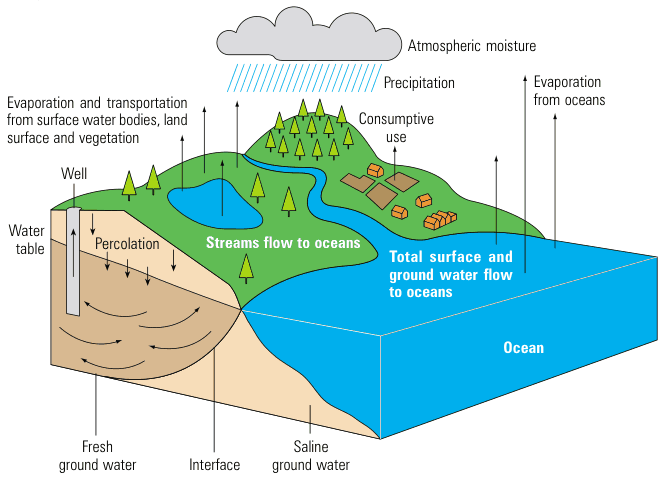 Atmospheric moisture
Precipitation
Evaporation
from oceans
Evaporation and transportation
from surface water bodies, land
surface and vegetation
Consumptive
use
Well
Water
table
Percolation
Streams flow to oceans
Total surface and
ground water flow
to oceans
Ocean
Fresh
ground water
Interface
Saline
ground water